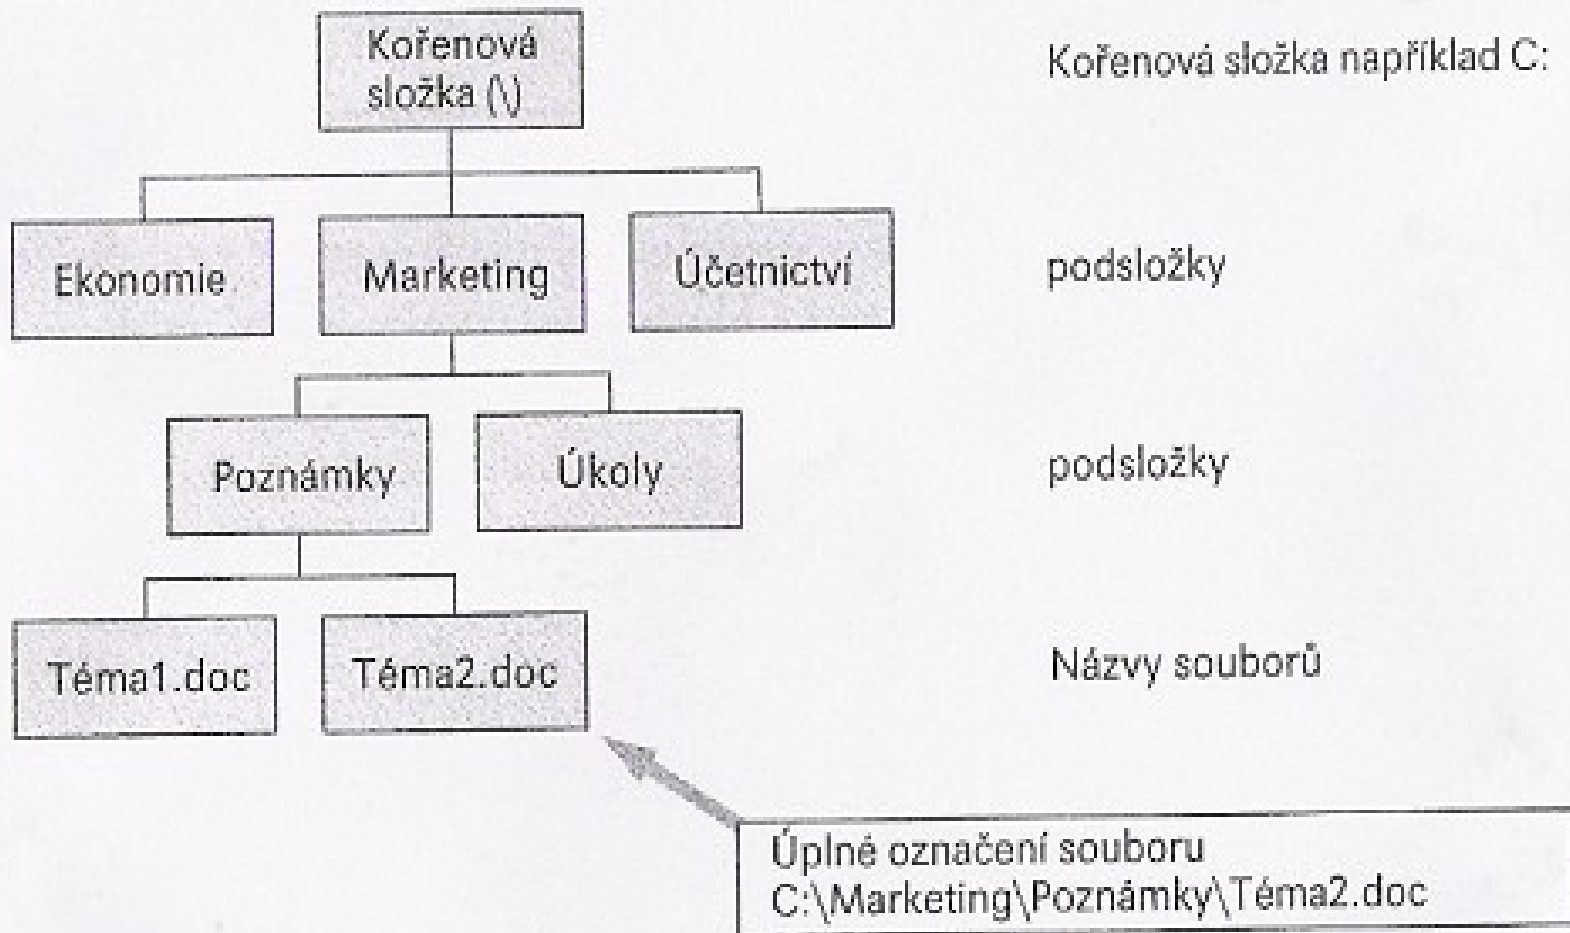 Kořenová
složka (\)
Kořenová složka například C:
Ekonomie
Marketing
Účetnictví
podsložky
Poznámky
Úkoly
podsložky
Téma1.doc
Téma2.doc
Názvy souborů
Úplné označení souboru
C:\Marketing\Poznámky\Téma2.doc